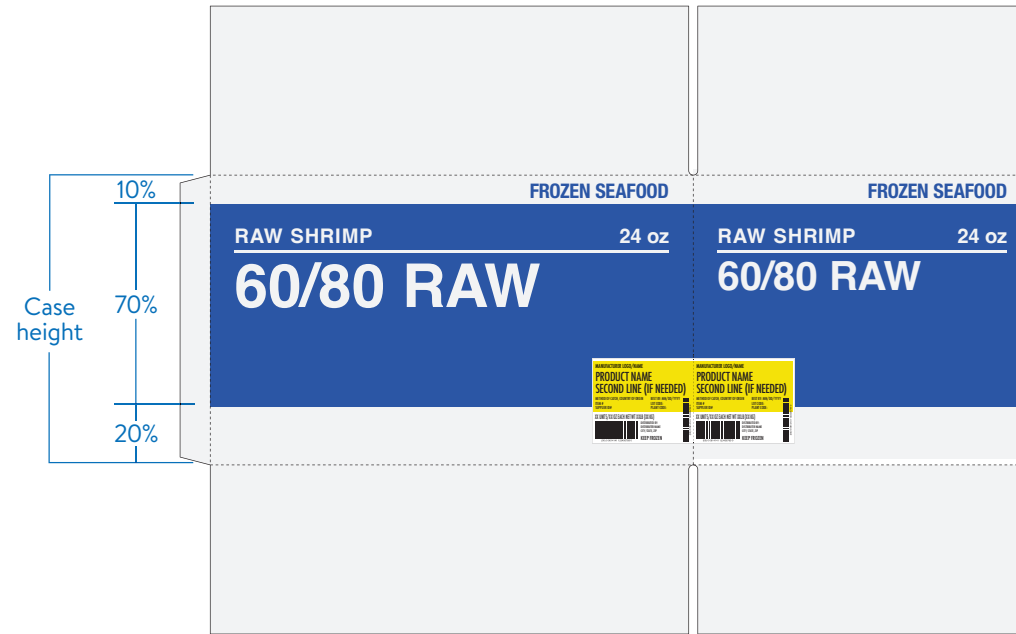 10%
70%
20%
Case
height
FROZEN SEAFOOD
RAW SHRIMP 24 oz
60/80 RAW
FROZEN SEAFOOD
RAW SHRIMP 24 oz
60/80 RAW
MANUFACTURER LOGO/NAME
PRODUCT NAME
SECOND LINE (IF NEEDED)
KEEP FROZEN
MANUFACTURER LOGO/NAME
PRODUCT NAME
SECOND LINE (IF NEEDED)
KEEP FROZEN